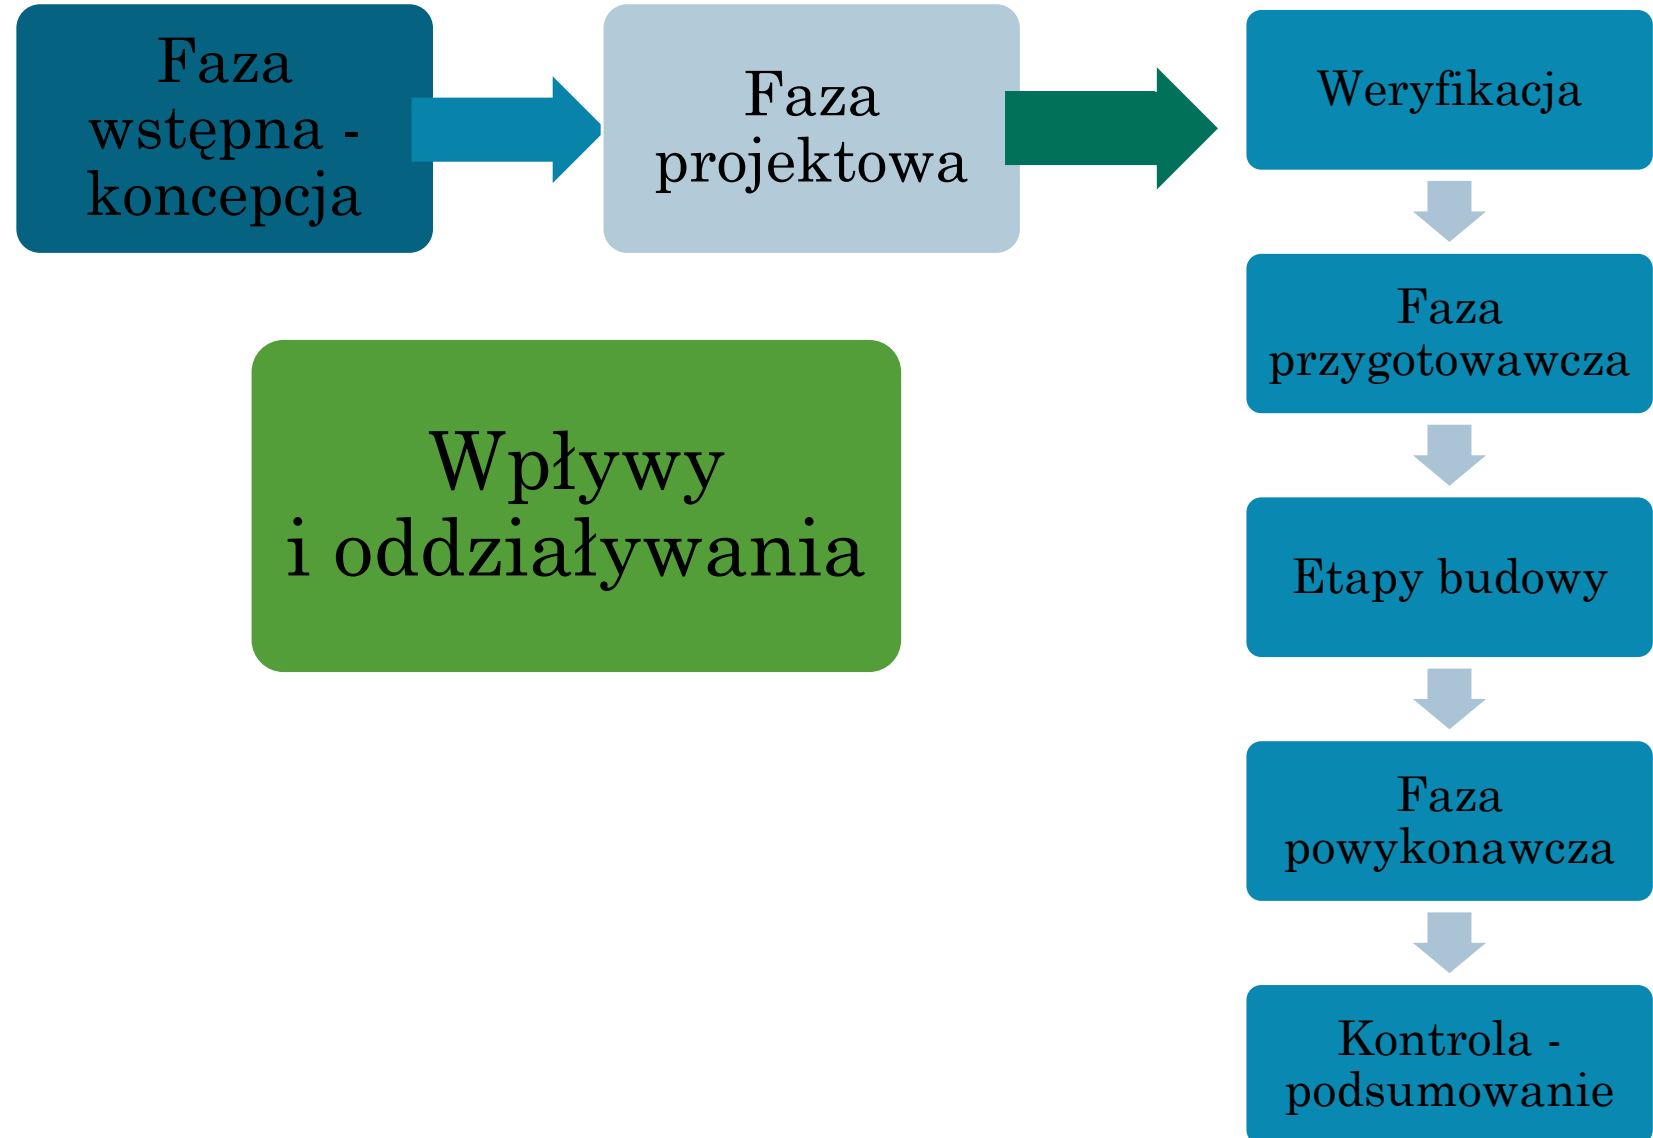 Faza
wstępna -
koncepcja
Faza
projektowa
Weryfikacja
Faza
przygotowawcza
Etapy budowy
Faza
powykonawcza
Kontrola -
podsumowanie
Wpływy
i oddziaływania